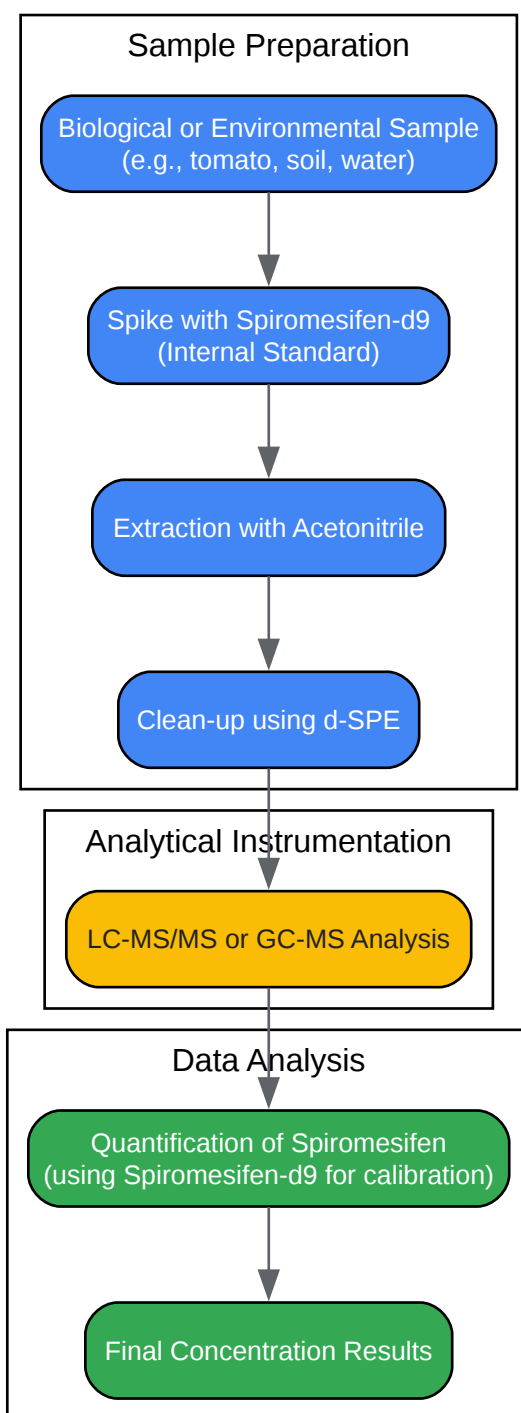 Sample Preparation
Biological or Environmental Sample
(e.g., tomato, soil, water)
Spike with Spiromesifen-d9
(Internal Standard)
Extraction with Acetonitrile
Clean-up using d-SPE
Analytical Instrumentation
LC-MS/MS or GC-MS Analysis
Data Analysis
Quantification of Spiromesifen
(using Spiromesifen-d9 for calibration)
Final Concentration Results